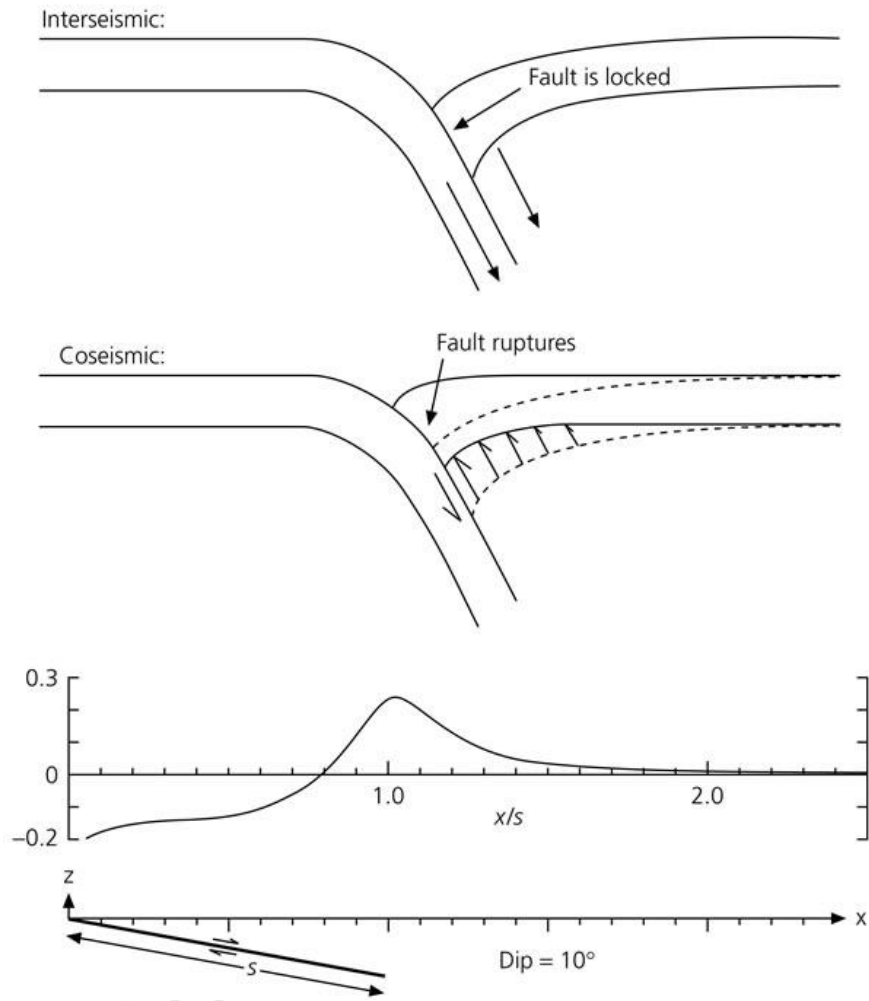 Interseismic:
Fault is locked
Coseismic:
Fault ruptures
0.3
0
1.0
2.0
x/s
−0.2
z
x
s
Dip = 10°